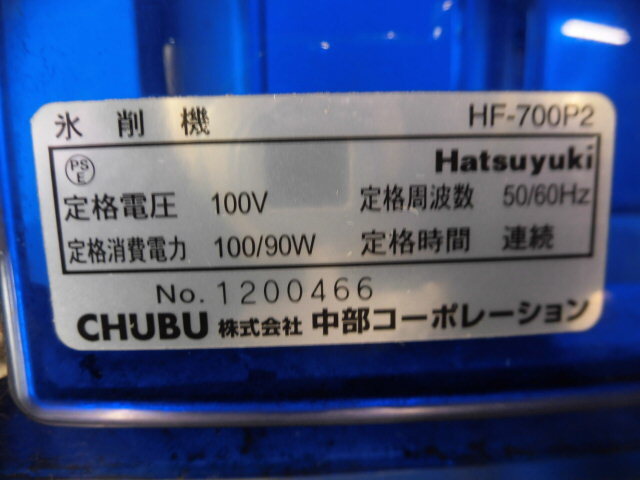 氷削機 HF-700P2
PS E Hatsuyuki
定格電圧 100V 定格周波数 50/60Hz
定格消費電力 100/90W 定格時間 連続
No. 1200466
CHUBU 株式会社 中部コーポレーション